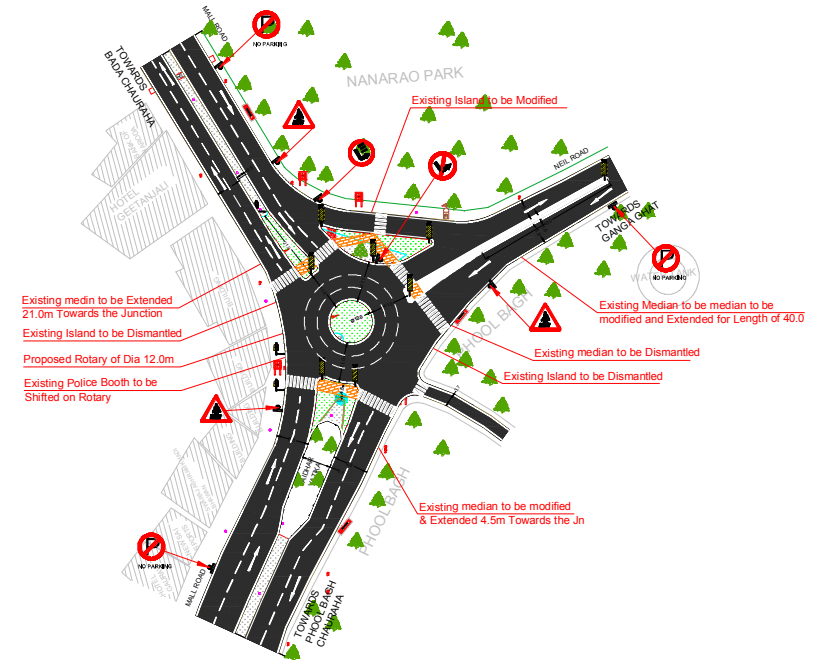 MALL ROAD
NO PARKING
TOWARDS
BADA CHAURAHA
NANARAO PARK
Existing Island to be Modified
NEIL ROAD
HOTEL
GEETANJALI
TOWARDS
GANGA GHAT
NO PARKING
Existing medin to be Extended
21.0m Towards the Junction
Existing Island to be Dismantled
Proposed Rotary of Dia 12.0m
Existing Police Booth to be
Shifted on Rotary
Existing Median to be median to be
modified and Extended for Length of 40.0
PHOOL BAGH
Existing median to be Dismantled
Existing Island to be Dismantled
Existing median to be modified
& Extended 4.5m Towards the Jn
PHOOL BAGH
NO PARKING
MALL ROAD
TOWARDS
PHOOL BAGH
CHAURAHA